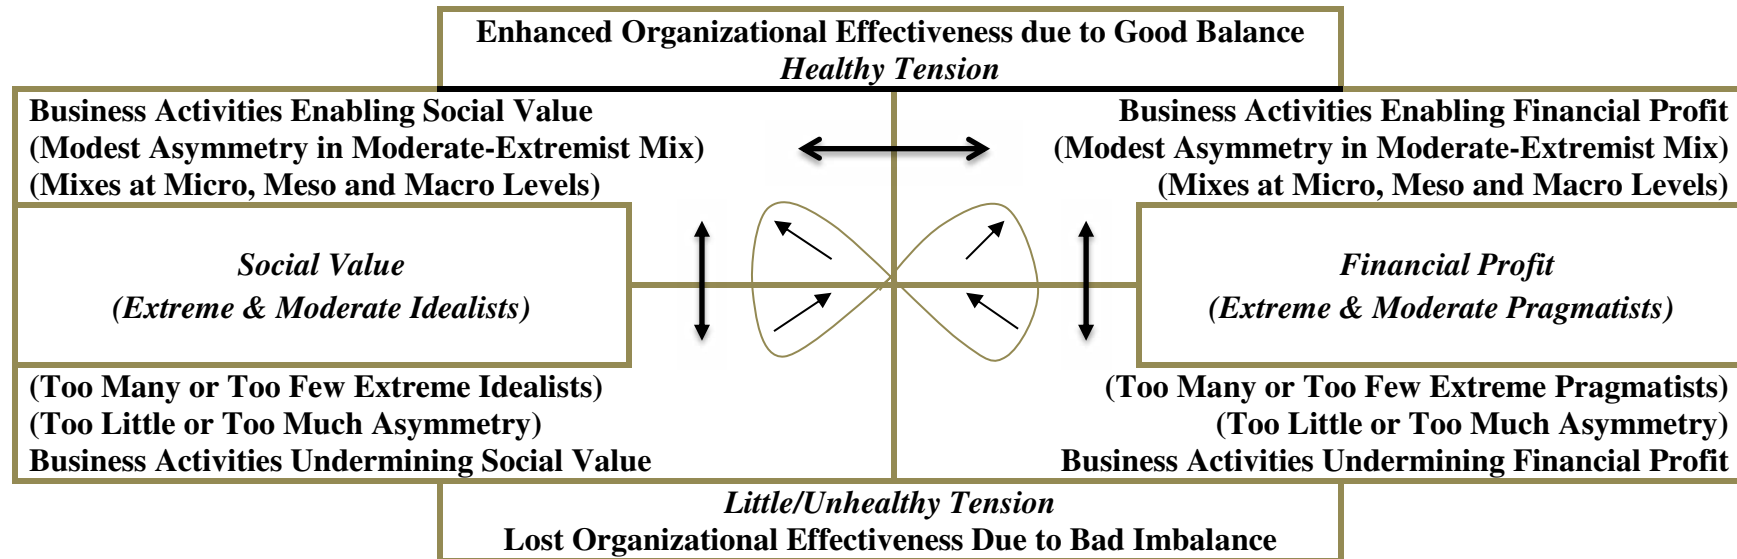 Enhanced Organizational Effectiveness due to Good Balance
Healthy Tension
Business Activities Enabling Social Value
(Modest Asymmetry in Moderate-Extremist Mix)
(Mixes at Micro, Meso and Macro Levels)
Business Activities Enabling Financial Profit
(Modest Asymmetry in Moderate-Extremist Mix)
(Mixes at Micro, Meso and Macro Levels)
Social Value
(Extreme & Moderate Idealists)
Financial Profit
(Extreme & Moderate Pragmatists)
(Too Many or Too Few Extreme Idealists)
(Too Little or Too Much Asymmetry)
Business Activities Undermining Social Value
(Too Many or Too Few Extreme Pragmatists)
(Too Little or Too Much Asymmetry)
Business Activities Undermining Financial Profit
Little/Unhealthy Tension
Lost Organizational Effectiveness Due to Bad Imbalance